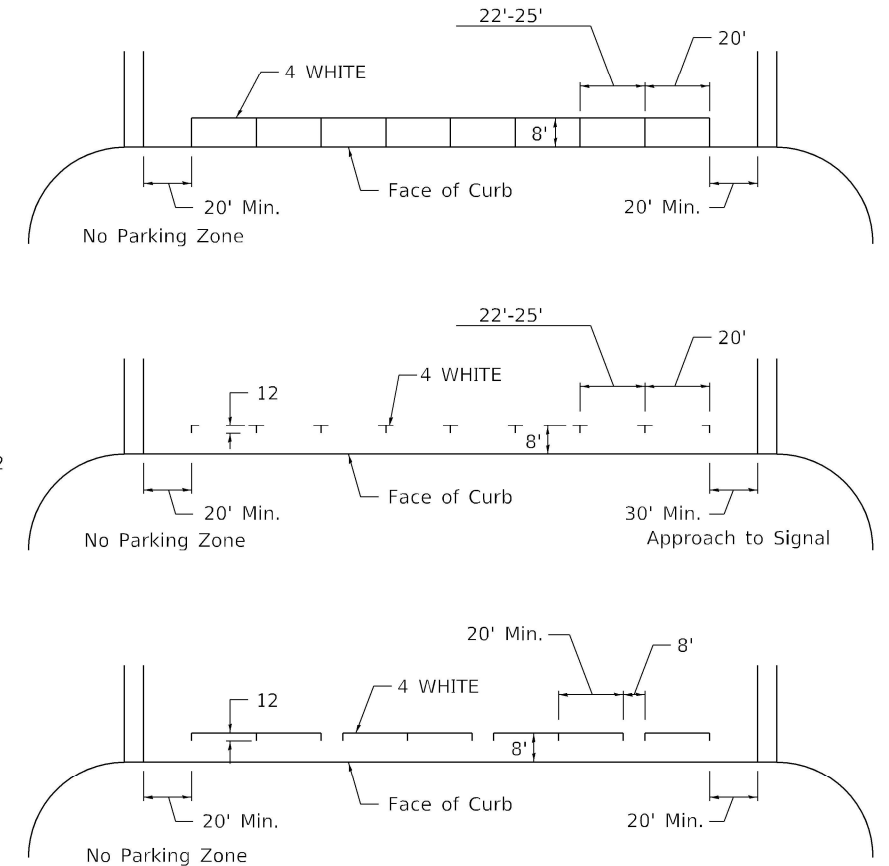 22'-25'
20'
4 WHITE
8'
Face of Curb
20' Min.
20' Min.
No Parking Zone
22'-25'
20'
4 WHITE
12
8'
2
Face of Curb
20' Min.
30' Min.
No Parking Zone
Approach to Signal
20' Min.
8'
4 WHITE
12
8'
Face of Curb
20' Min.
20' Min.
No Parking Zone